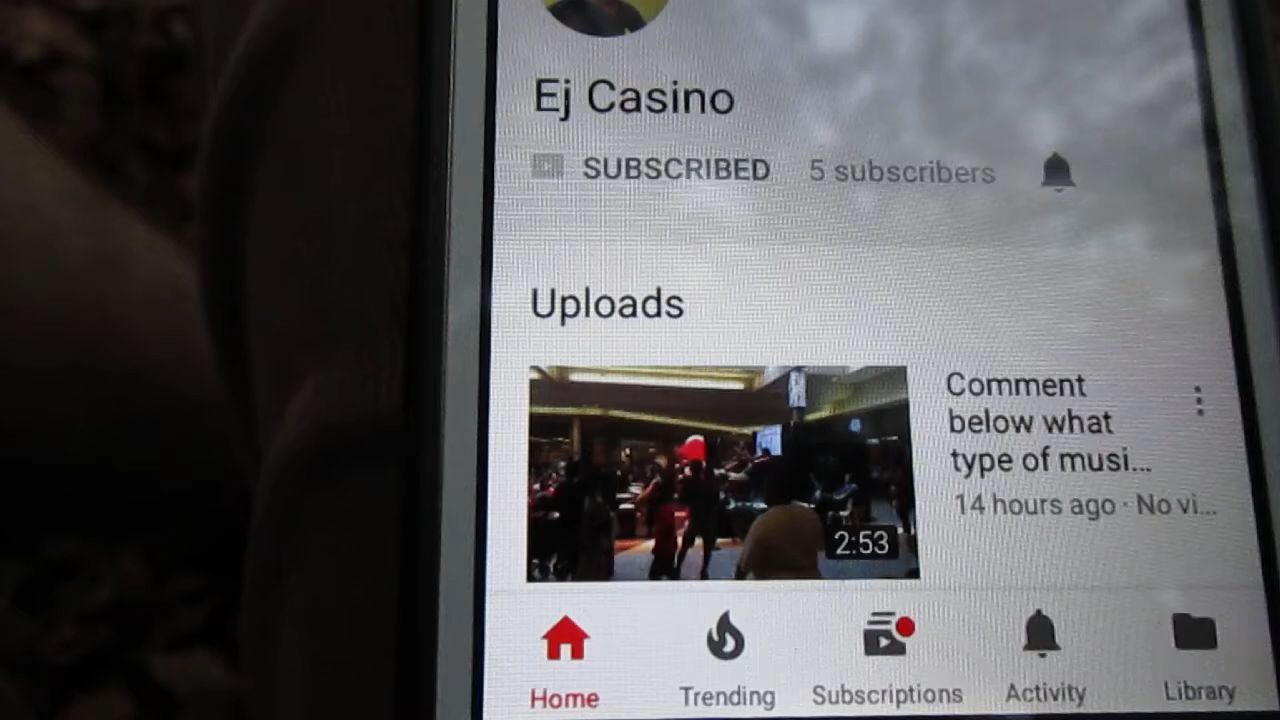 Ej Casino
SUBSCRIBED 5 subscribers
Uploads
Comment
below what
type of musi...
14 hours ago · No vi...
2:53
Home Trending Subscriptions Activity Library